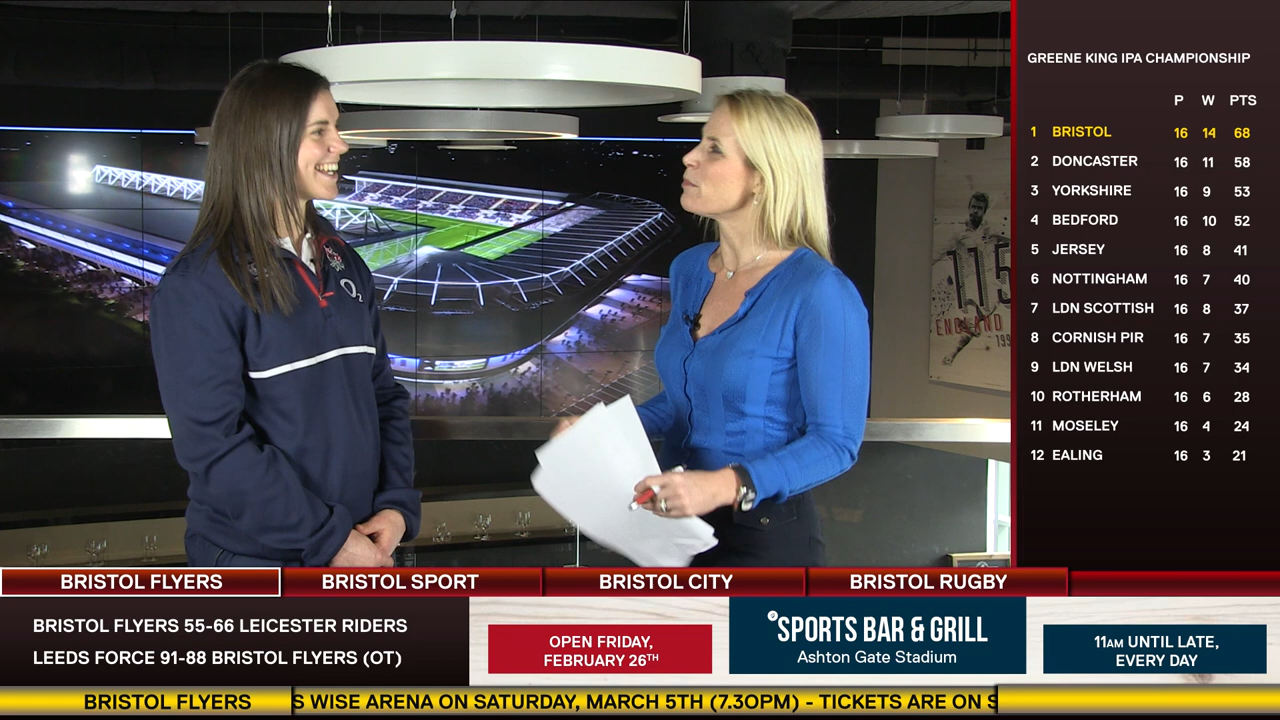 GREENE KING IPA CHAMPIONSHIP
P W PTS
1 BRISTOL 16 14 68
2 DONCASTER 16 11 58
3 YORKSHIRE 16 9 53
4 BEDFORD 16 10 52
5 JERSEY 16 8 41
6 NOTTINGHAM 16 7 40
7 LDN SCOTTISH 16 8 37
8 CORNISH PIR 16 7 35
9 LDN WELSH 16 7 34
10 ROTHERHAM 16 6 28
11 MOSELEY 16 4 24
12 EALING 16 3 21
O2
115
ENGLAND
199
BRISTOL FLYERS BRISTOL SPORT BRISTOL CITY BRISTOL RUGBY
BRISTOL FLYERS 55-66 LEICESTER RIDERS
LEEDS FORCE 91-88 BRISTOL FLYERS (OT)
OPEN FRIDAY,
FEBRUARY 26TH
SPORTS BAR & GRILL
Ashton Gate Stadium
11AM UNTIL LATE,
EVERY DAY
BRISTOL FLYERS S WISE ARENA ON SATURDAY, MARCH 5TH (7.30PM) - TICKETS ARE ON S